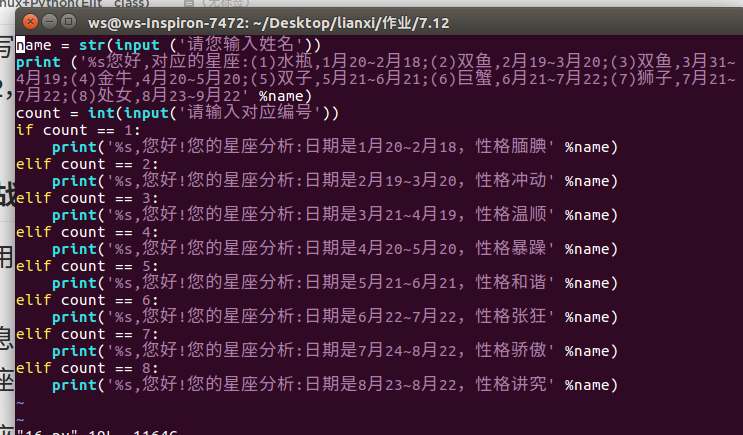 ws@ws-Inspiron-7472: ~/Desktop/lianxi/作业/7.12
name = str(input ('请您输入姓名'))
print ('%s您好,对应的星座:(1)水瓶,1月20~2月18;(2)双鱼,2月19~3月20;(3)双鱼,3月31~
4月19;(4)金牛,4月20~5月20;(5)双子,5月21~6月21;(6)巨蟹,6月21~7月22;(7)狮子,7月21~
7月22;(8)处女,8月23~9月22' %name)
count = int(input('请输入对应编号'))
if count == 1:
    print('%s,您好!您的星座分析:日期是1月20~2月18，性格腼腆' %name)
elif count == 2:
    print('%s,您好!您的星座分析:日期是2月19~3月20，性格冲动' %name)
elif count == 3:
    print('%s,您好!您的星座分析:日期是3月21~4月19，性格温顺' %name)
elif count == 4:
    print('%s,您好!您的星座分析:日期是4月20~5月20，性格暴躁' %name)
elif count == 5:
    print('%s,您好!您的星座分析:日期是5月21~6月21，性格和谐' %name)
elif count == 6:
    print('%s,您好!您的星座分析:日期是6月22~7月22，性格张狂' %name)
elif count == 7:
    print('%s,您好!您的星座分析:日期是7月24~8月22，性格骄傲' %name)
elif count == 8:
    print('%s,您好!您的星座分析:日期是8月23~8月22，性格讲究' %name)
~
~